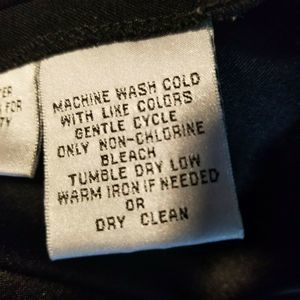 MACHINE WASH COLD
WITH LIKE COLORS
GENTLE CYCLE
ONLY NON-CHLORINE
BLEACH
TUMBLE DRY LOW
WARM IRON IF NEEDED
OR
DRY CLEAN